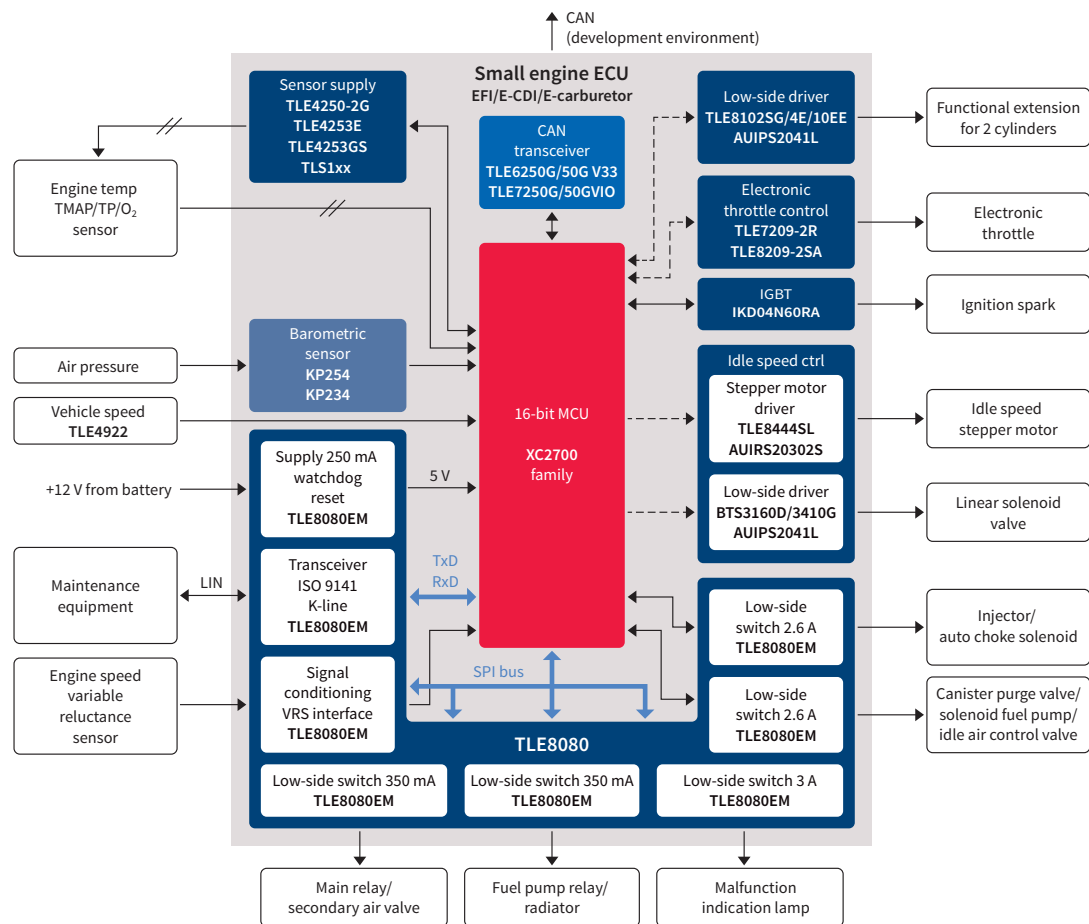 CAN
(development environment)
Small engine ECU
EFI/E-CDI/E-carburetor
Sensor supply
TLE4250-2G
TLE4253E
TLE4253GS
TLS1xx
CAN
transceiver
TLE6250G/50G V33
TLE7250G/50GVIO
Low-side driver
TLE8102SG/4E/10EE
AUIPS2041L
Functional extension
for 2 cylinders
Engine temp
TMAP/TP/O₂
sensor
Electronic
throttle control
TLE7209-2R
TLE8209-2SA
Electronic
throttle
IGBT
IKD04N60RA
Ignition spark
Air pressure
Barometric
sensor
KP254
KP234
Vehicle speed
TLE4922
16-bit MCU
XC2700
family
Idle speed ctrl
Stepper motor
driver
TLE8444SL
AUIRS20302S
Idle speed
stepper motor
Low-side driver
BTS3160D/3410G
AUIPS2041L
Linear solenoid
valve
+12 V from battery
Supply 250 mA
watchdog
reset
TLE8080EM
5 V
Maintenance
equipment
LIN
Transceiver
ISO 9141
K-line
TLE8080EM
TxD
RxD
Engine speed
variable
reluctance
sensor
Signal
conditioning
VRS interface
TLE8080EM
SPI bus
Low-side
switch 2.6 A
TLE8080EM
Injector/
auto choke solenoid
Low-side
switch 2.6 A
TLE8080EM
Canister purge valve/
solenoid fuel pump/
idle air control valve
TLE8080
Low-side switch 350 mA
TLE8080EM
Low-side switch 350 mA
TLE8080EM
Low-side switch 3 A
TLE8080EM
Main relay/
secondary air valve
Fuel pump relay/
radiator
Malfunction
indication lamp